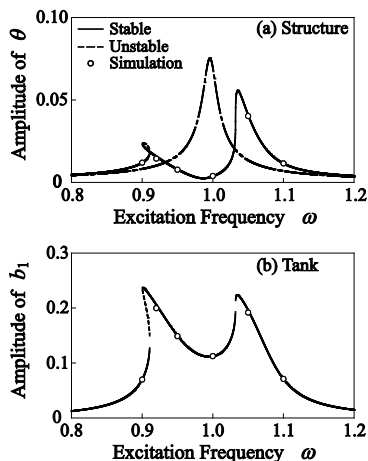 0.10
Stable
(a) Structure
Unstable
Simulation
Amplitude of θ
0.05
0
0.8 0.9 1.0 1.1 1.2
Excitation Frequency ω
0.3
(b) Tank
Amplitude of b1
0.2
0.1
0
0.8 0.9 1.0 1.1 1.2
Excitation Frequency ω